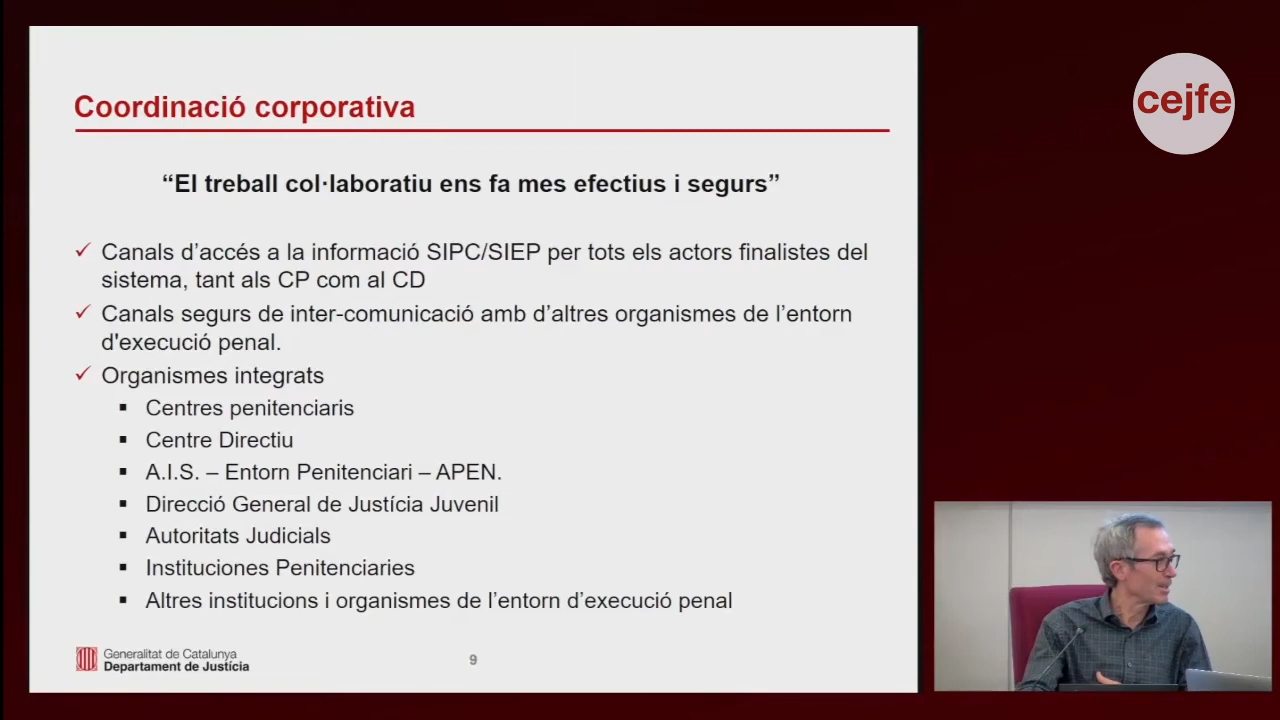 cejfe
Coordinació corporativa
“El treball col·laboratiu ens fa mes efectius i segurs”
✓ Canals d’accés a la informació SIPC/SIEP per tots els actors finalistes del
sistema, tant als CP com al CD
✓ Canals segurs de inter-comunicació amb d’altres organismes de l’entorn
d'execució penal.
✓ Organismes integrats
▪ Centres penitenciaris
▪ Centre Directiu
▪ A.I.S. – Entorn Penitenciari – APEN.
▪ Direcció General de Justícia Juvenil
▪ Autoritats Judicials
▪ Instituciones Penitenciaries
▪ Altres institucions i organismes de l’entorn d’execució penal
Generalitat de Catalunya
Departament de Justícia
9